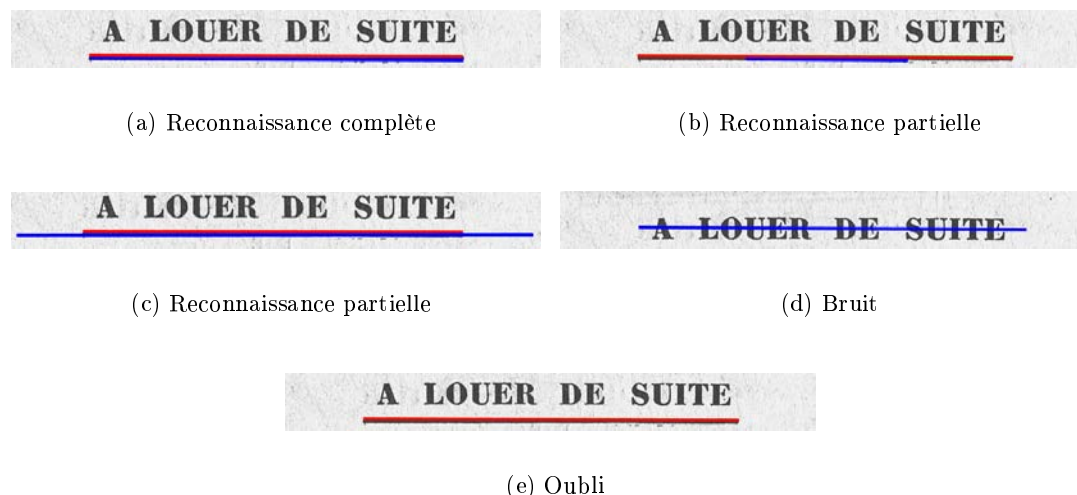 A LOUER DE SUITE
A LOUER DE SUITE
(a) Reconnaissance complète
(b) Reconnaissance partielle
A LOUER DE SUITE
A LOUER DE SUITE
(c) Reconnaissance partielle
(d) Bruit
A LOUER DE SUITE
(e) Oubli